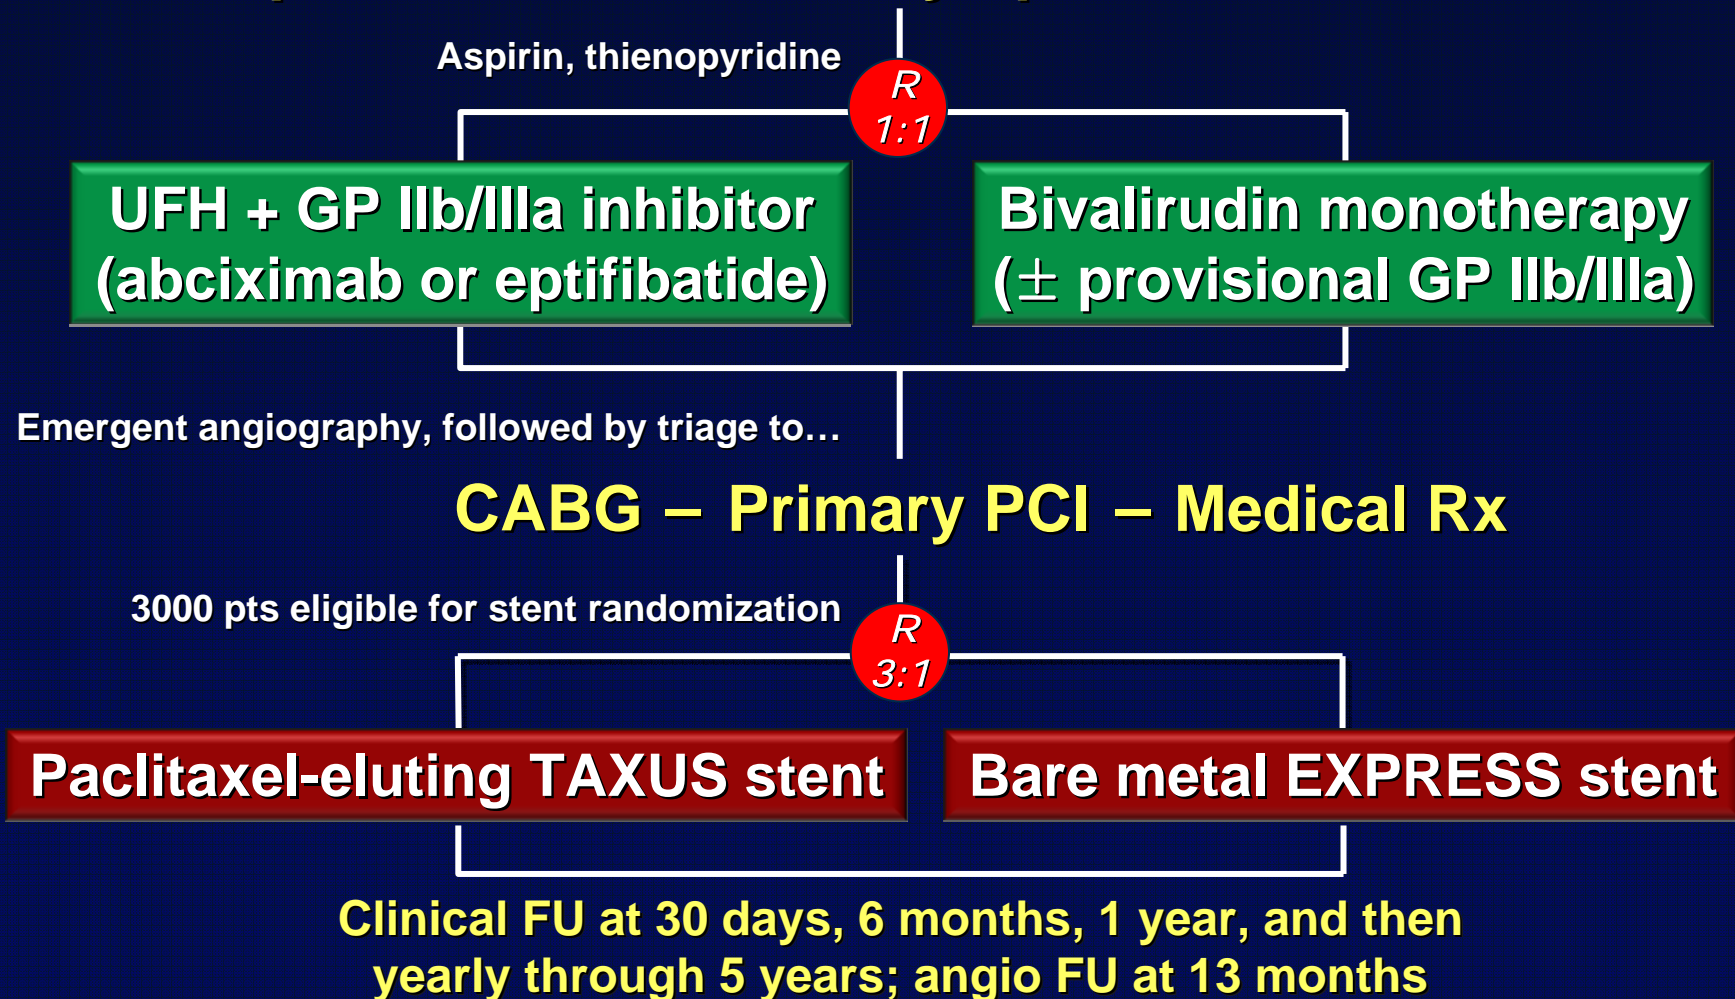 Aspirin, thienopyridine
R
1:1
UFH + GP IIb/IIIa inhibitor
(abciximab or eptifibatide)
Bivalirudin monotherapy
(± provisional GP IIb/IIIa)
Emergent angiography, followed by triage to…
CABG – Primary PCI – Medical Rx
3000 pts eligible for stent randomization
R
3:1
Paclitaxel-eluting TAXUS stent
Bare metal EXPRESS stent
Clinical FU at 30 days, 6 months, 1 year, and then
yearly through 5 years; angio FU at 13 months